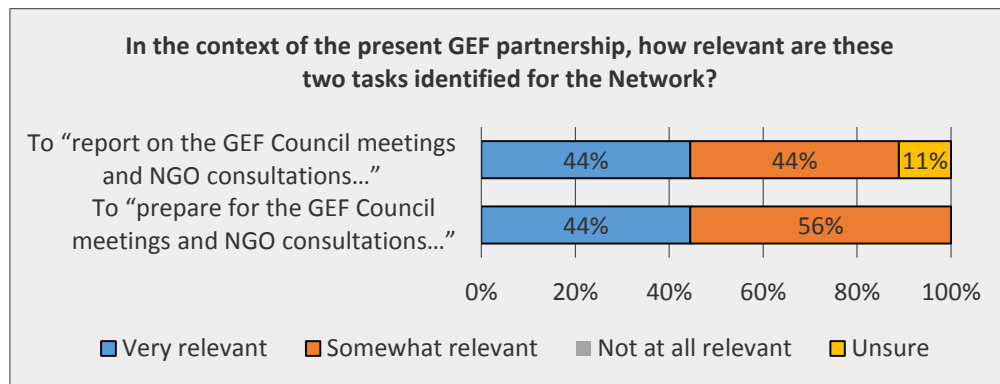 In the context of the present GEF partnership, how relevant are these
two tasks identified for the Network?
To “report on the GEF Council meetings
and NGO consultations…”
44%
44%
11%
To “prepare for the GEF Council
meetings and NGO consultations…”
44%
56%
0%
20%
40%
60%
80%
100%
Very relevant
Somewhat relevant
Not at all relevant
Unsure